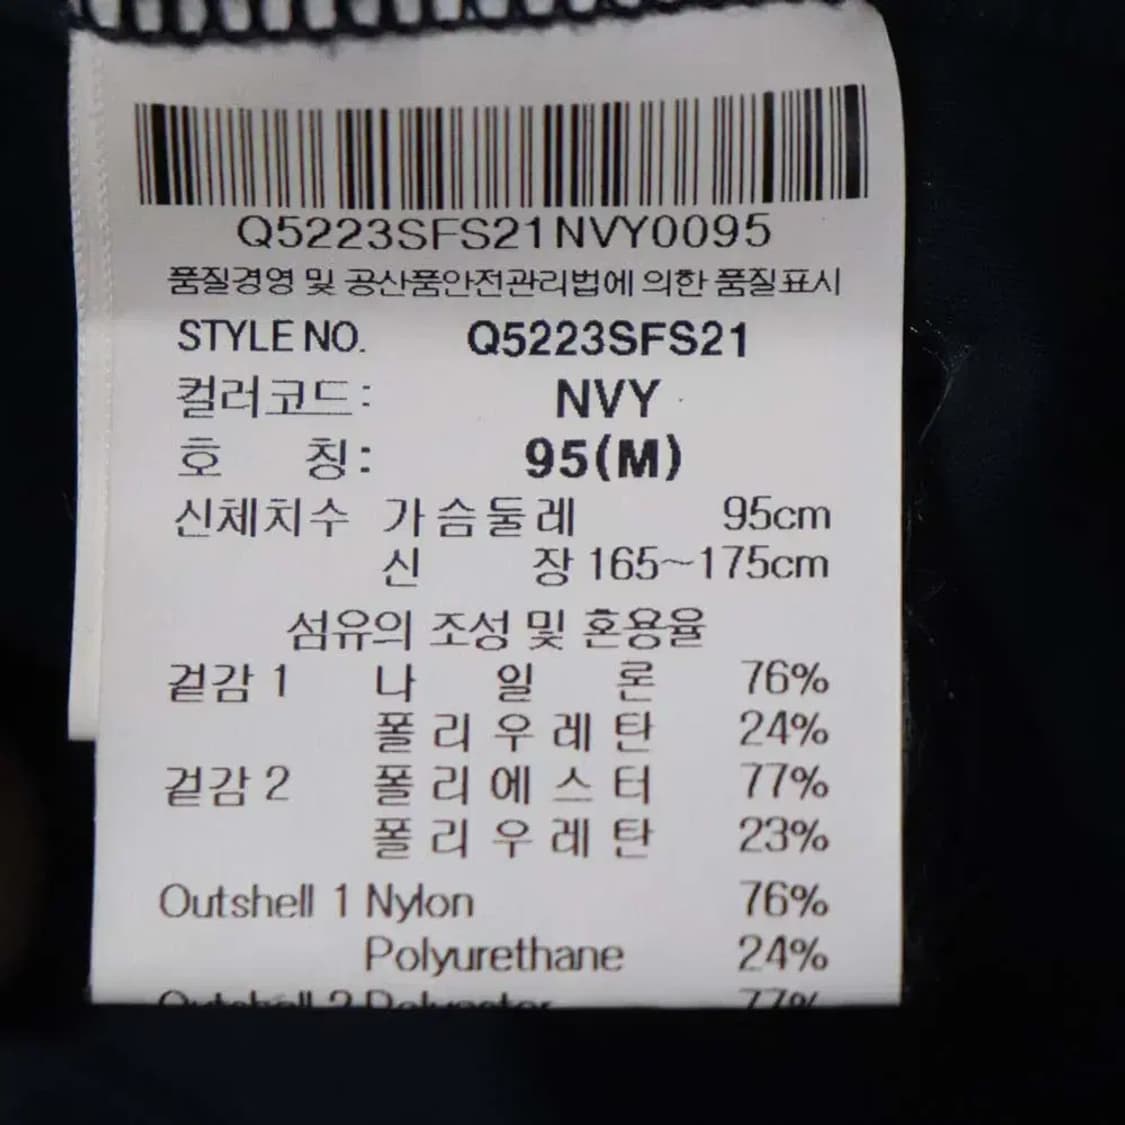 Q5223SFS21NVY0095
품질경영 및 공산품안전관리법에 의한 품질표시
STYLE NO. Q5223SFS21
컬러코드: NVY
호 칭: 95(M)
신체치수 가슴둘레 95cm
신 장 165~175cm
섬유의 조성 및 혼용율
겉감 1 나 일 론 76%
폴 리 우 레 탄 24%
겉감 2 폴 리 에 스 터 77%
폴 리 우 레 탄 23%
Outshell 1 Nylon 76%
Polyurethane 24%
Outshell 2 Polyester 77%